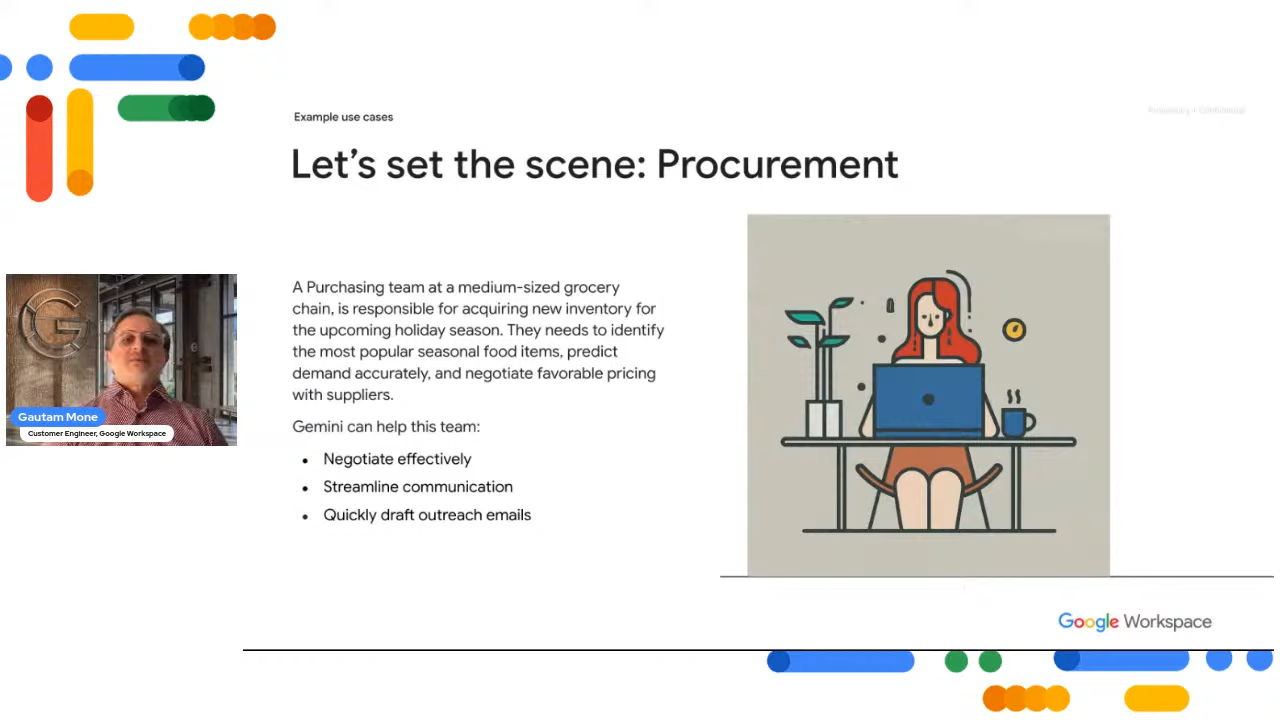 Example use cases
Proprietary + Confidential
Let's set the scene: Procurement
A Purchasing team at a medium-sized grocery
chain, is responsible for acquiring new inventory for
the upcoming holiday season. They needs to identify
the most popular seasonal food items, predict
demand accurately, and negotiate favorable pricing
with suppliers.
Gemini can help this team:
• Negotiate effectively
• Streamline communication
• Quickly draft outreach emails
Gautam Mone
Customer Engineer, Google Workspace
Google Workspace